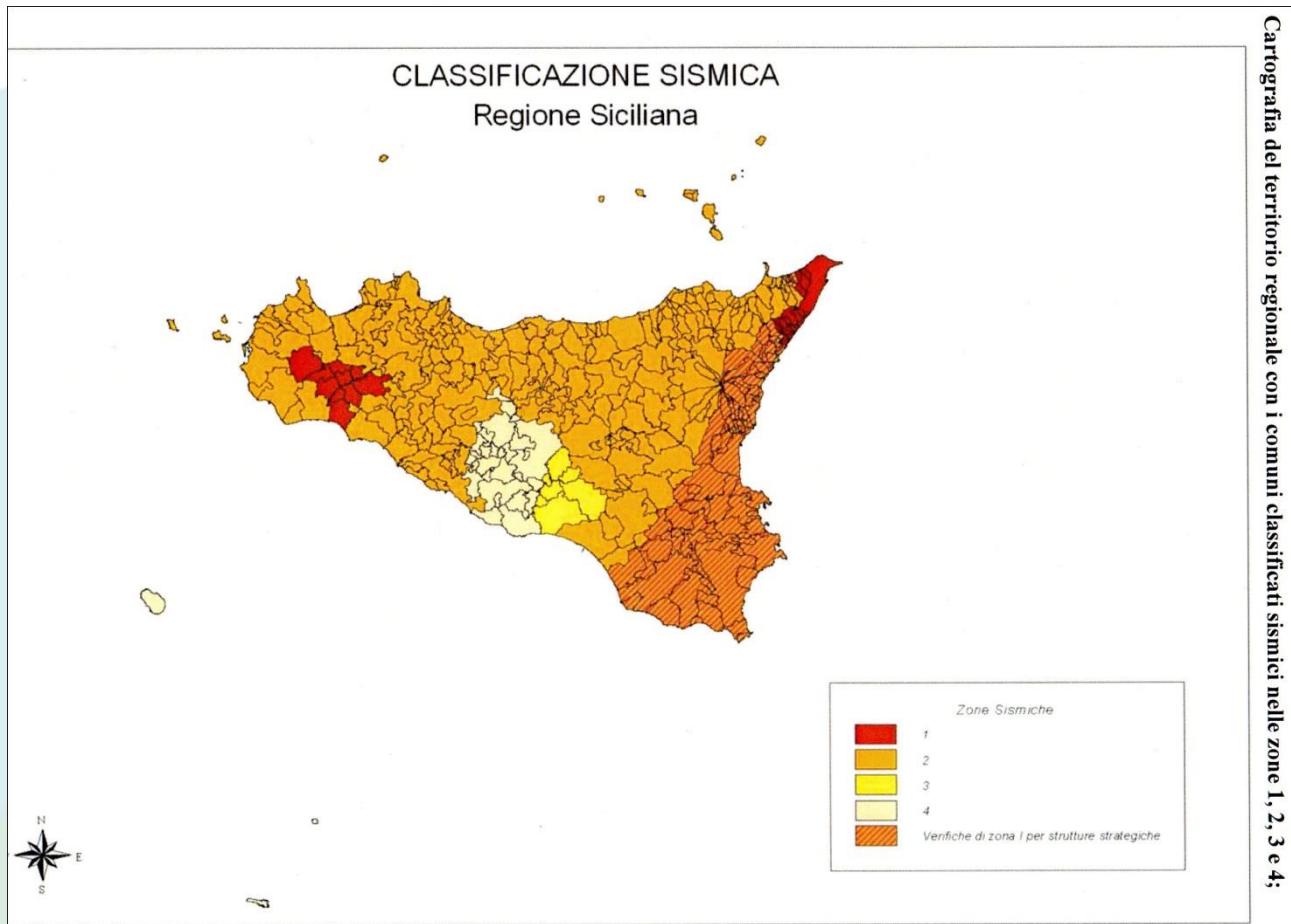 CLASSIFICAZIONE SISMICA
Regione Siciliana
Cartografia del territorio regionale con i comuni classificati sismici nelle zone 1, 2, 3 e 4;
Zone Sismiche
1
2
3
4
Verifiche di zona I per strutture strategiche
N
E
S